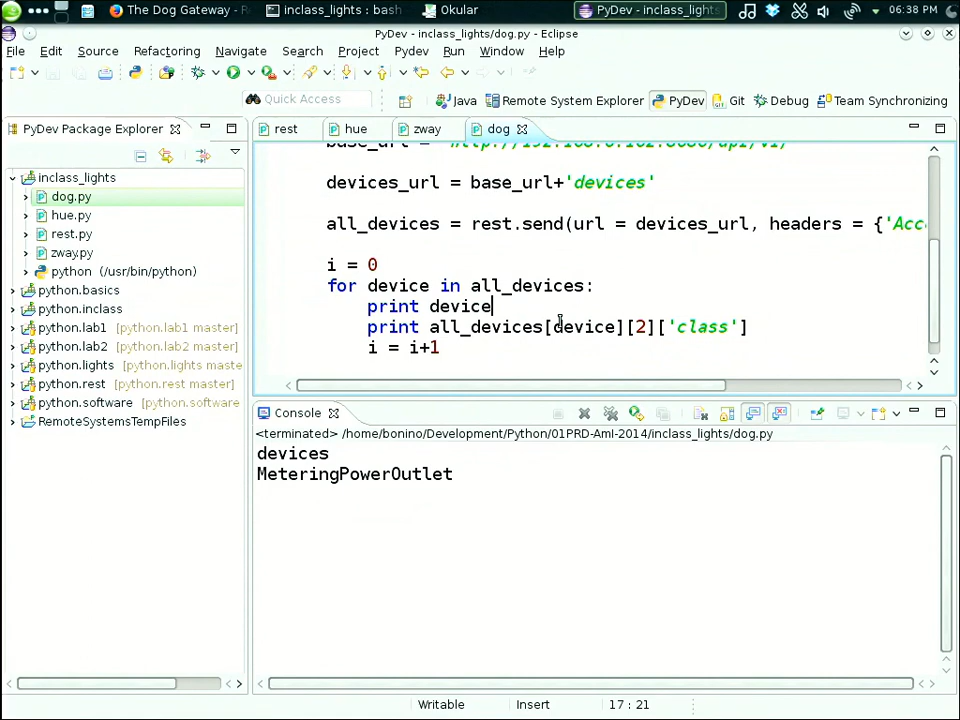 The Dog Gateway - R
inclass_lights : bash
Okular
PyDev - inclass_lights
06:38 PM
PyDev - inclass_lights/dog.py - Eclipse
File Edit Source Refactoring Navigate Search Project Pydev Run Window Help
Quick Access
Java
Remote System Explorer
PyDev
Git
Debug
Team Synchronizing
PyDev Package Explorer
inclass_lights
dog.py
hue.py
rest.py
zway.py
python (/usr/bin/python)
python.basics
python.inclass
python.lab1 [python.lab1 master]
python.lab2 [python.lab2 master]
python.lights [python.lights maste
python.rest [python.rest master]
python.software [python.software
RemoteSystemsTempFiles
rest
hue
zway
dog
devices_url = base_url+'devices'
all_devices = rest.send(url = devices_url, headers = {'Acc
i = 0
for device in all_devices:
print device
print all_devices[device][2]['class']
i = i+1
Console
<terminated> /home/bonino/Development/Python/01PRD-AmI-2014/inclass_lights/dog.py
devices
MeteringPowerOutlet
Writable
Insert
17 : 21